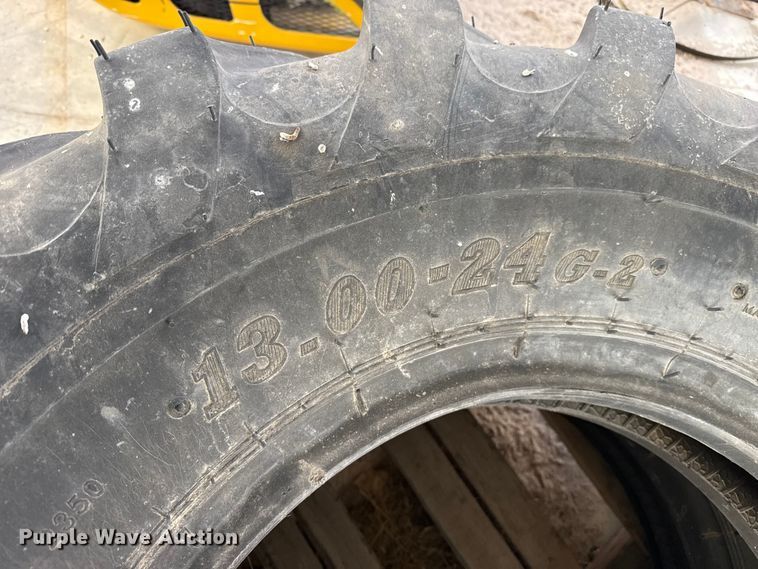 13-00-24 G-2
Purple Wave Auction